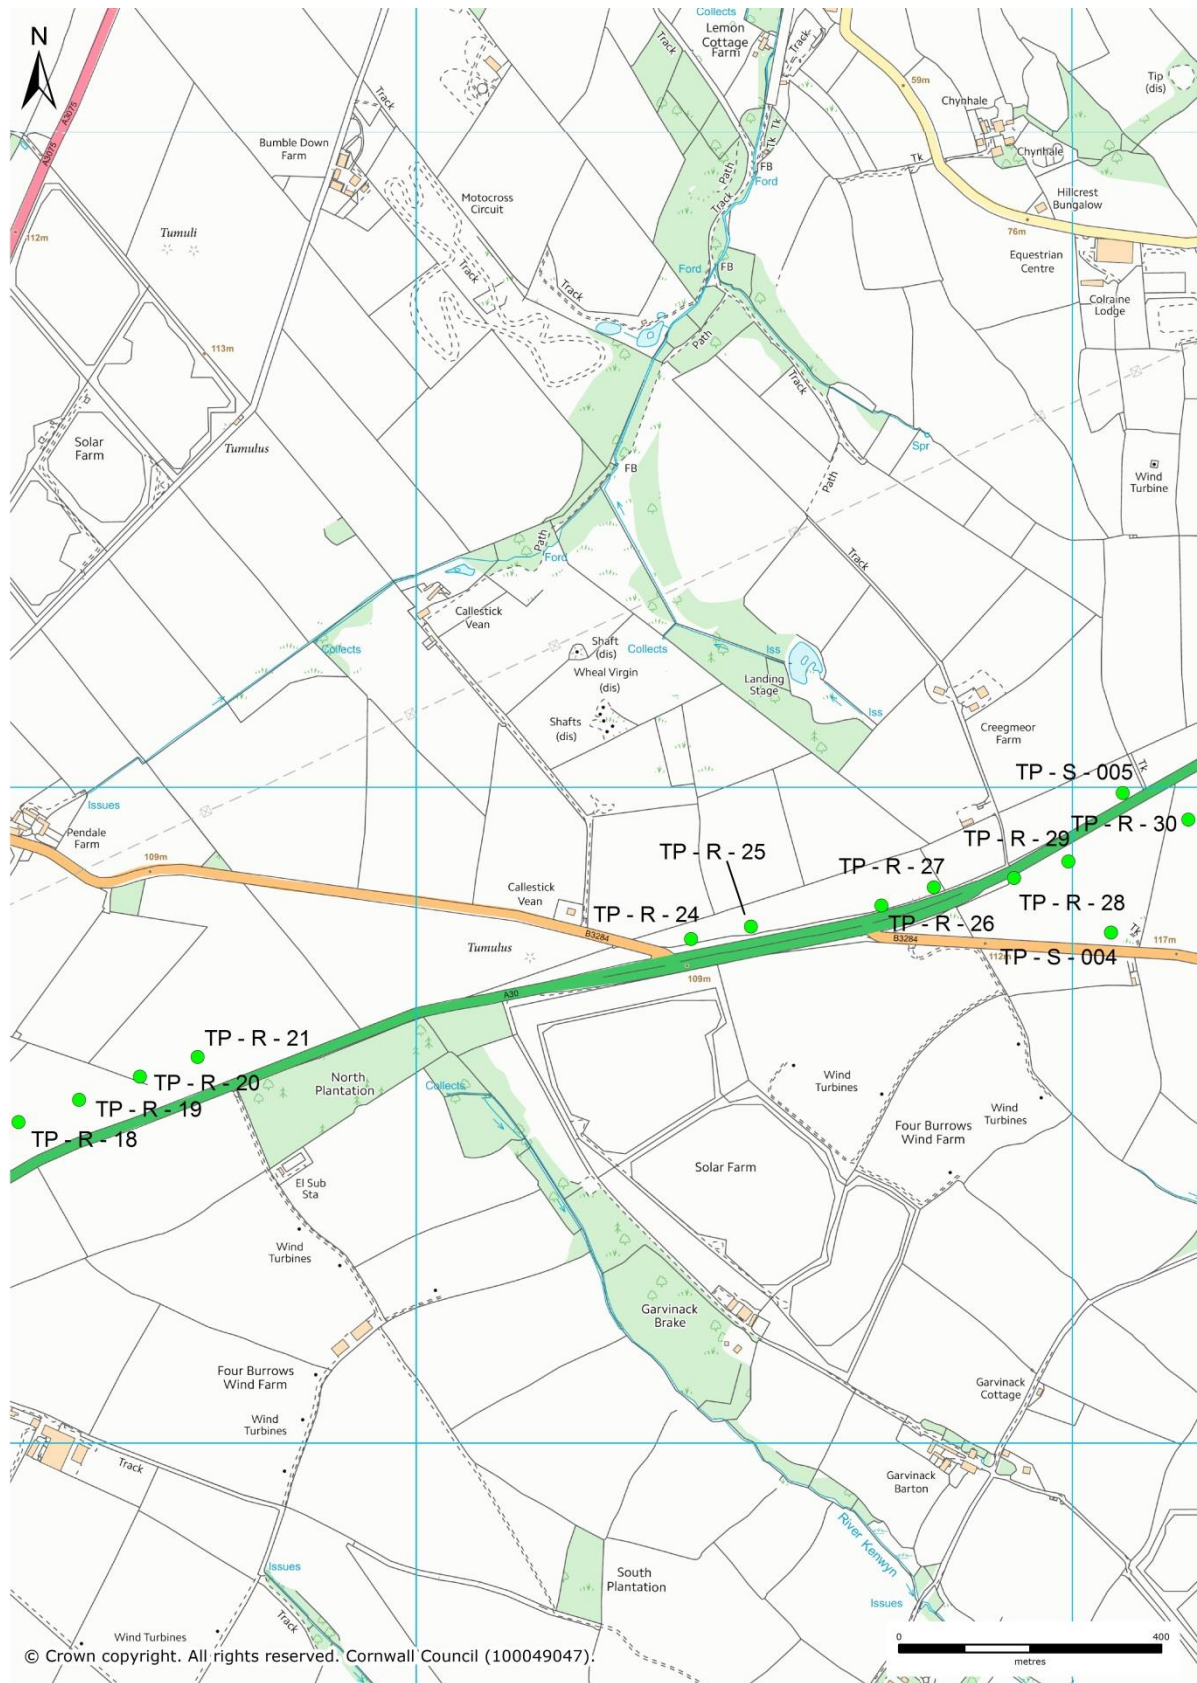 Collects
Lemon
Cottage
Farm
Track
Track
N
A3075
A3075
59m
Tip
(dis)
Chynhale
Track
Bumble Down
Farm
Tk
Tk
Chynhale
FB
Path
Ford
Tk
Motocross
Circuit
Track
Hillcrest
Bungalow
112m
Tumuli
76m
Equestrian
Centre
Ford
FB
Track
Track
Colraine
Lodge
Path
113m
Track
Solar
Farm
Tumulus
Spr
FB
Path
Wind
Turbine
Path
Ford
Track
Callestick
Vean
Collects
Shaft
(dis)
Collects
Iss
Wheal Virgin
(dis)
Landing
Stage
Iss
Shafts
(dis)
Creegmeor
Farm
Tk
TP - S - 005
Issues
Pendale
Farm
TP - R - 30
TP - R - 29
109m
TP - R - 25
TP - R - 27
Callestick
Vean
TP - R - 28
TP - R - 24
TP - R - 26
B3284
B3284
Tk
117m
Tumulus
112m
TP - S - 004
109m
A30
TP - R - 21
TP - R - 20
North
Plantation
Wind
Turbines
Collects
TP - R - 19
Wind
Turbines
TP - R - 18
Four Burrows
Wind Farm
Solar Farm
El Sub
Sta
Wind
Turbines
Garvinack
Brake
Four Burrows
Wind Farm
Garvinack
Cottage
Wind
Turbines
Track
Garvinack
Barton
River Kenwyn
Issues
South
Plantation
Issues
Track
Wind Turbines
0
400
metres
© Crown copyright. All rights reserved. Cornwall Council (100049047).